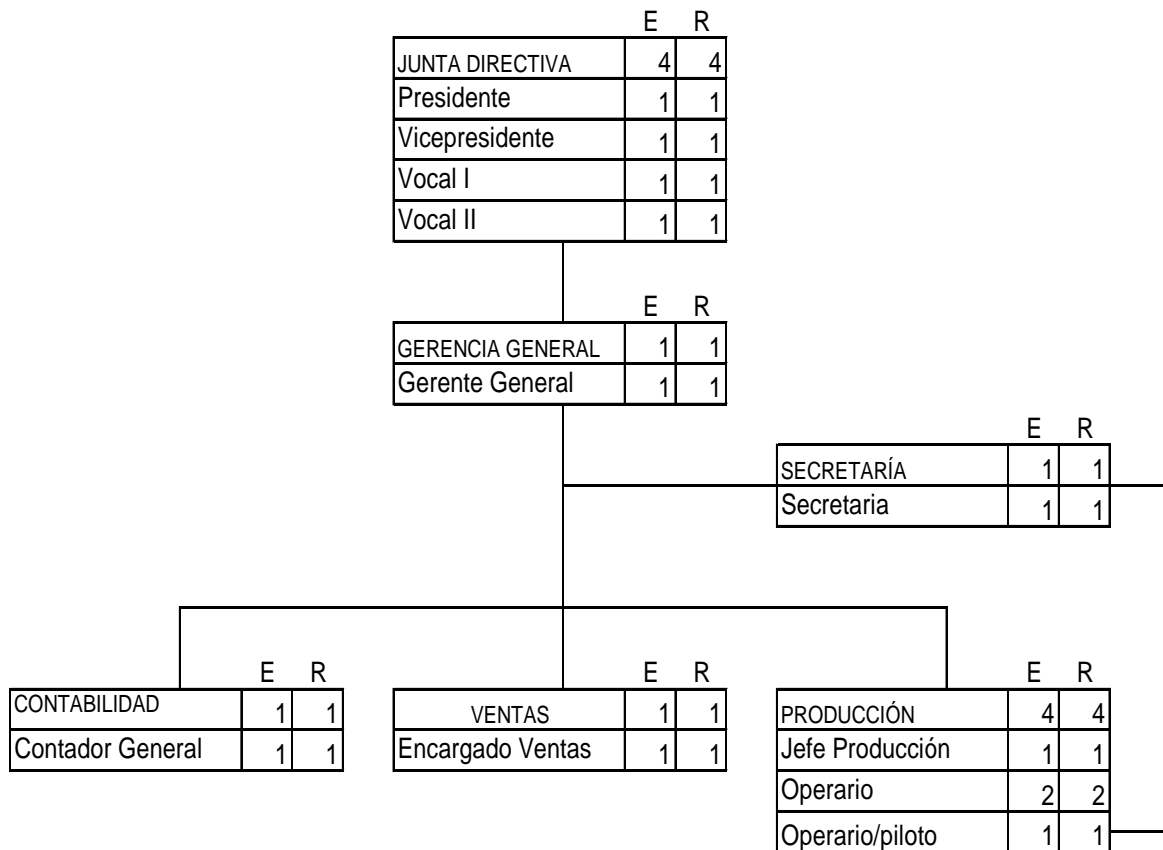 E R
JUNTA DIRECTIVA 4 4
Presidente 1 1
Vicepresidente 1 1
Vocal I 1 1
Vocal II 1 1
E R
GERENCIA GENERAL 1 1
Gerente General 1 1
E R
SECRETARÍA 1 1
Secretaria 1 1
E R
CONTABILIDAD 1 1
Contador General 1 1
E R
VENTAS 1 1
Encargado Ventas 1 1
E R
PRODUCCIÓN 4 4
Jefe Producción 1 1
Operario 2 2
Operario/piloto 1 1